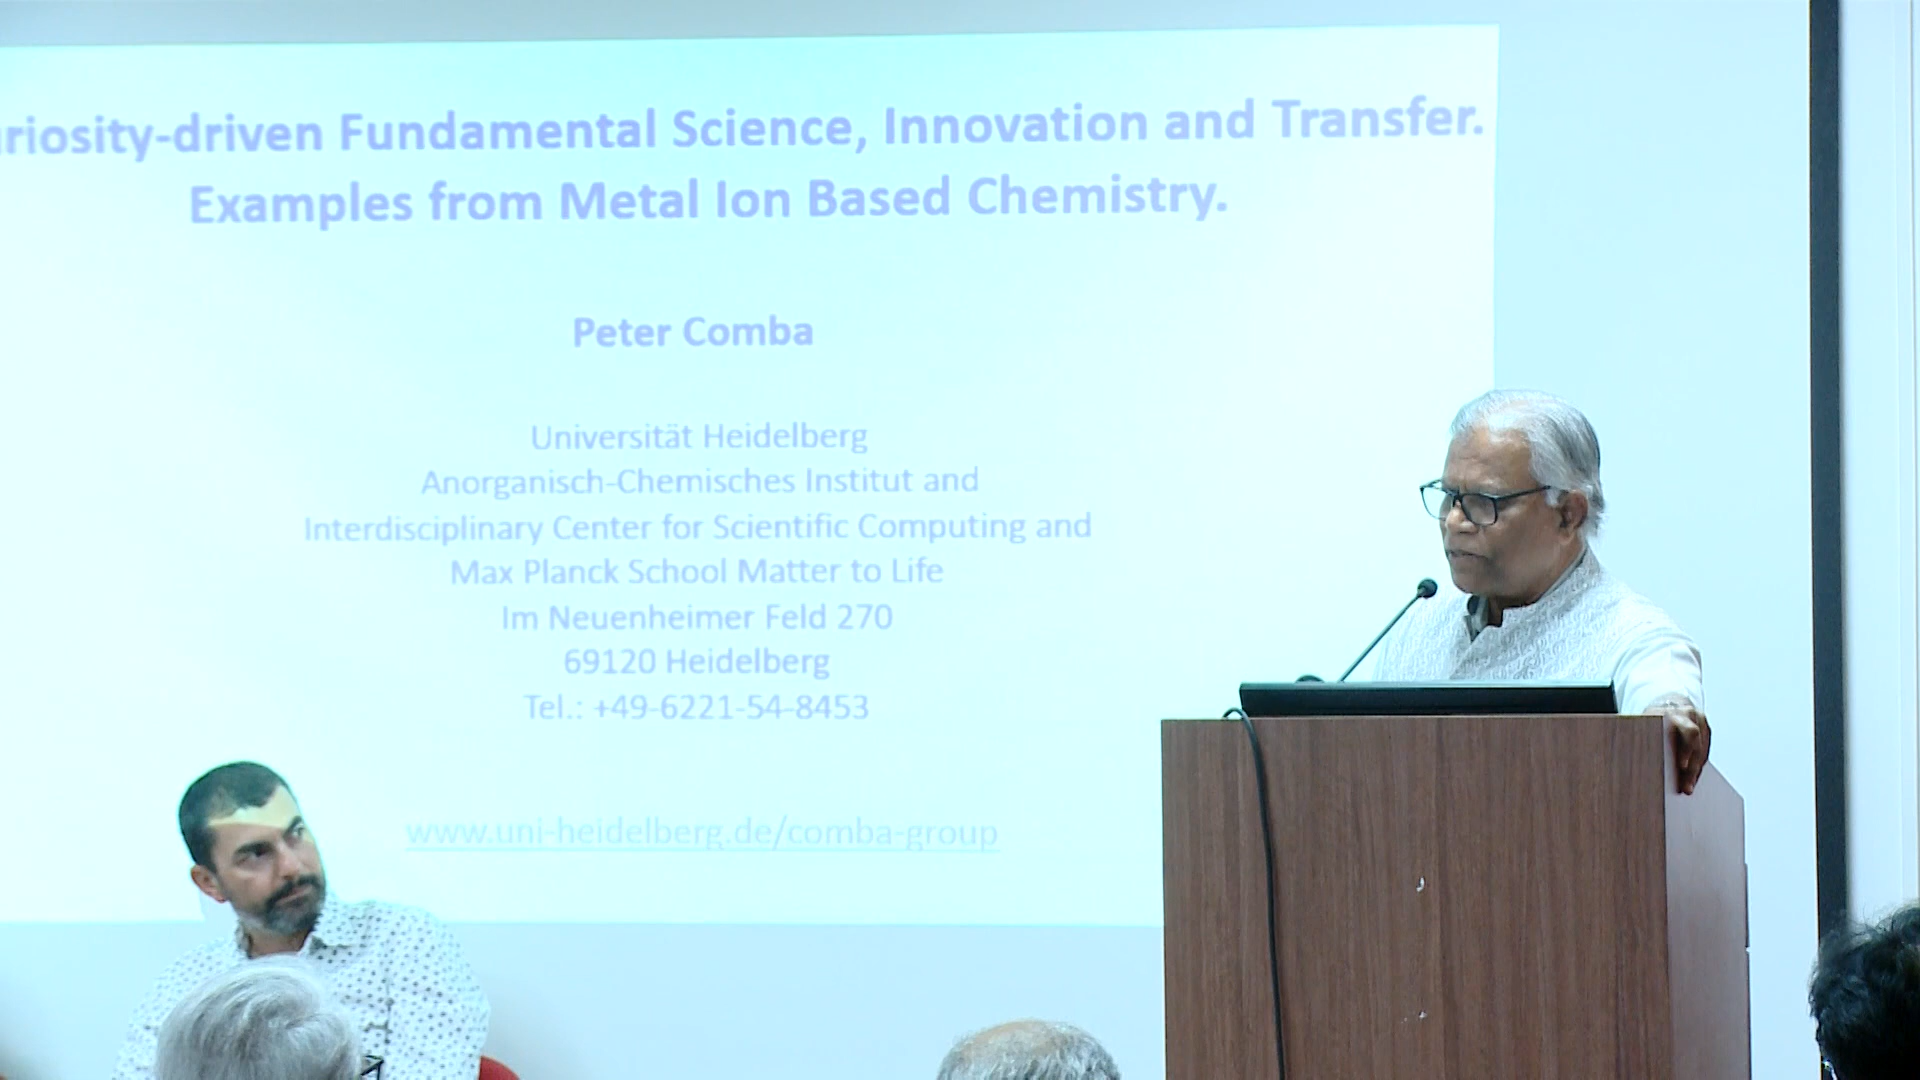 riosity-driven Fundamental Science, Innovation and Transfer.
Examples from Metal Ion Based Chemistry.
Peter Comba
Universität Heidelberg
Anorganisch-Chemisches Institut and
Interdisciplinary Center for Scientific Computing and
Max Planck School Matter to Life
Im Neuenheimer Feld 270
69120 Heidelberg
Tel.: +49-6221-54-8453
www.uni-heidelberg.de/comba-group